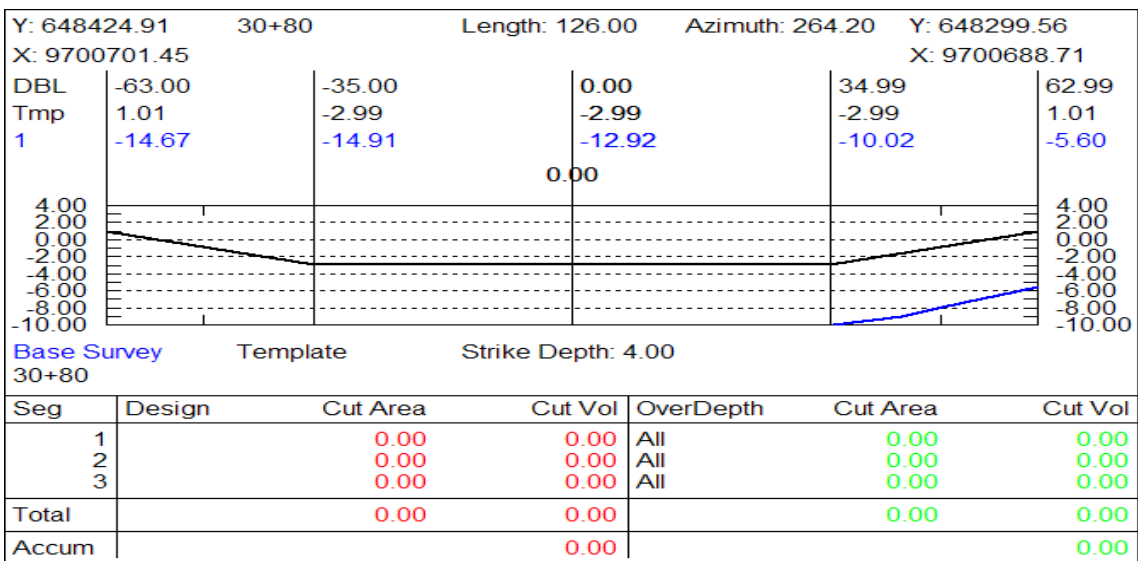 Y: 648424.91 30+80 Length: 126.00 Azimuth: 264.20 Y: 648299.56
X: 9700701.45 X: 9700688.71
DBL -63.00 -35.00 0.00 34.99 62.99
Tmp 1.01 -2.99 -2.99 -2.99 1.01
1 -14.67 -14.91 -12.92 -10.02 -5.60
0.00
4.00 4.00
2.00 2.00
0.00 0.00
-2.00 -2.00
-4.00 -4.00
-6.00 -6.00
-8.00 -8.00
-10.00 -10.00
Base Survey Template Strike Depth: 4.00
30+80
Seg Design Cut Area Cut Vol OverDepth Cut Area Cut Vol
1 0.00 0.00 All 0.00 0.00
2 0.00 0.00 All 0.00 0.00
3 0.00 0.00 All 0.00 0.00
Total 0.00 0.00 0.00 0.00
Accum 0.00 0.00